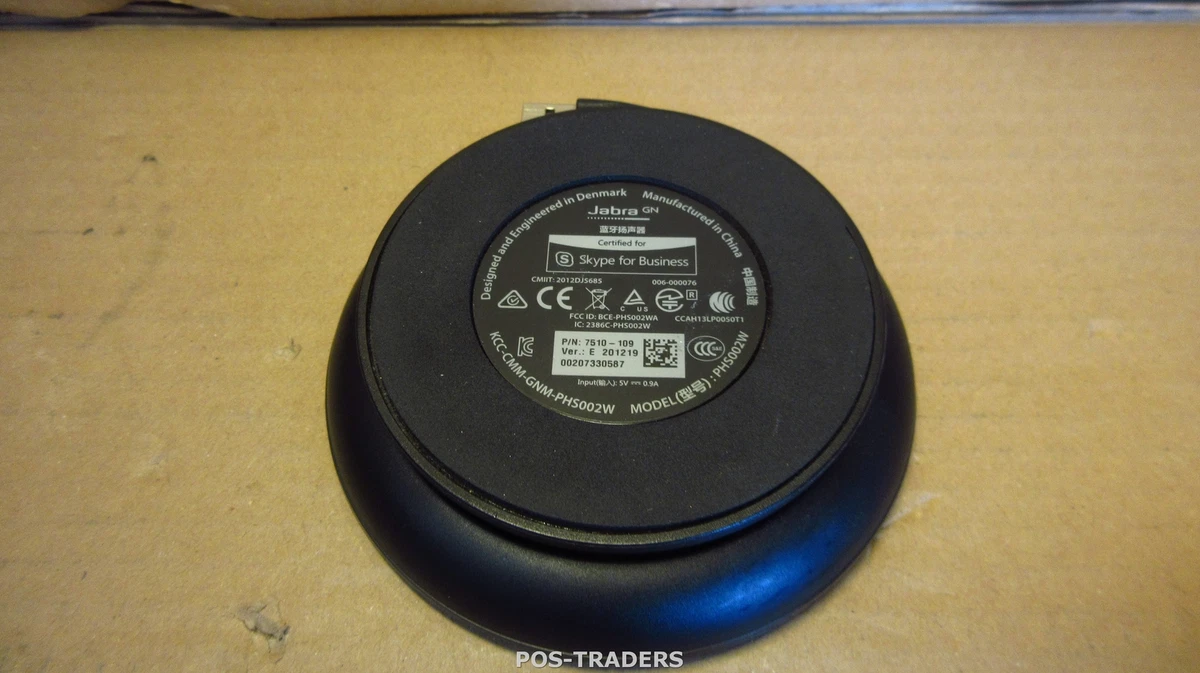 Designed and Engineered in Denmark
Manufactured in China
中国制造
Jabra GN
蓝牙扬声器
Certified for
S Skype for Business
CMIIT: 2012DJ5685
006-000076
CE
C US
R
FCC ID: BCE-PHS002WA
IC: 2386C-PHS002W
CCAH13LP0050T1
P/N: 7510-109
Ver.: E 201219
00207330587
Input(输入): 5V ⎓ 0.9A
KCC-CMM-GNM-PHS002W
MODEL(型号): PHS002W
POS-TRADERS